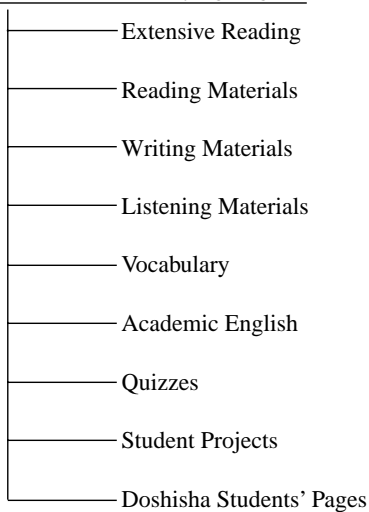 Extensive Reading
Reading Materials
Writing Materials
Listening Materials
Vocabulary
Academic English
Quizzes
Student Projects
Doshisha Students’ Pages